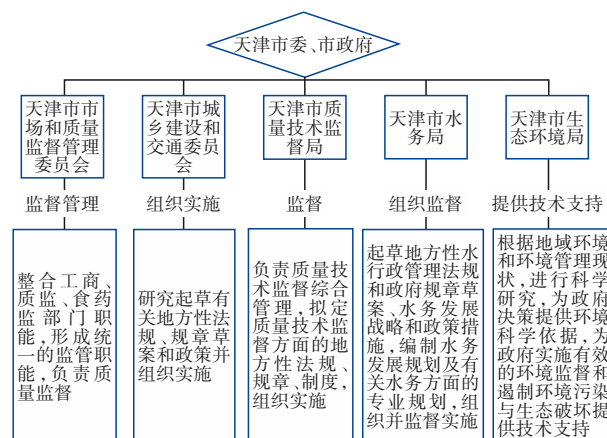 天津市委、市政府
天津市市
场和质量
监督管理
委员会
天津市城
乡建设和
交通委员会
天津市质
量技术监
督局
天津市水
务局
天津市生
态环境局
监督管理
组织实施
监督
组织监督
提供技术支持
整合工商、
质监、食药
监部门职
能,形成统
一的监管职
能,负责质
量监督
研究起草有
关地方性法
规、规章草
案和政策并
组织实施
负责质量技
术监督综合
管理,拟定
质量技术监
督方面的地
方性法规、
规章、制度,
组织实施
起草地方性水
行政管理法规
和政府规章草
案、水务发展
战略和政策措
施,编制水务
发展规划及有
关水务方面的
专业规划,组
织并监督实施
根据地域环境
和环境管理现
状,进行科学
研究,为政府
决策提供环境
科学依据,为
政府实施有效
的环境监督和
遏制环境污染
与生态破坏提
供技术支持